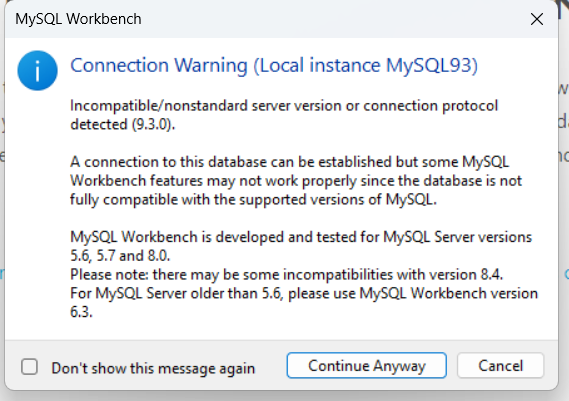 MySQL Workbench
Connection Warning (Local instance MySQL93)
Incompatible/nonstandard server version or connection protocol
detected (9.3.0).
A connection to this database can be established but some MySQL
Workbench features may not work properly since the database is not
fully compatible with the supported versions of MySQL.
MySQL Workbench is developed and tested for MySQL Server versions
5.6, 5.7 and 8.0.
Please note: there may be some incompatibilities with version 8.4.
For MySQL Server older than 5.6, please use MySQL Workbench version
6.3.
Don't show this message again
Continue Anyway
Cancel